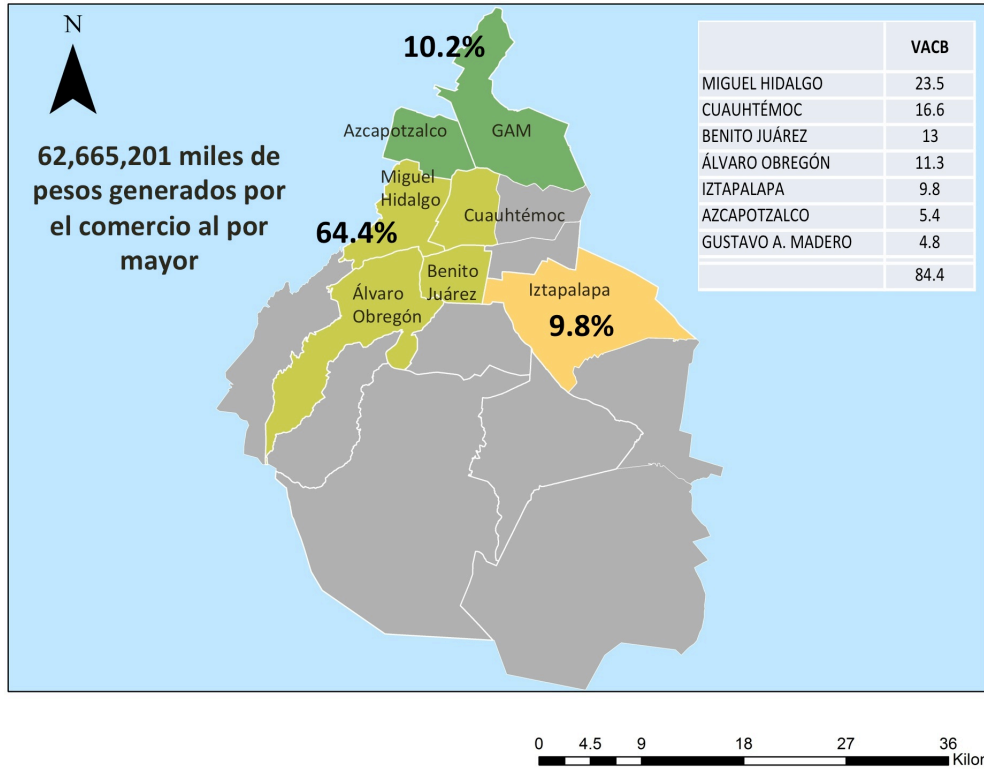 N
10.2%
Azcapotzalco
GAM
62,665,201 miles de
pesos generados por
el comercio al por
mayor
Miguel
Hidalgo
Cuauhtémoc
64.4%
Benito
Juárez
Álvaro
Obregón
Iztapalapa
9.8%
VACB
MIGUEL HIDALGO 23.5
CUAUHTÉMOC 16.6
BENITO JUÁREZ 13
ÁLVARO OBREGÓN 11.3
IZTAPALAPA 9.8
AZCAPOTZALCO 5.4
GUSTAVO A. MADERO 4.8
84.4
0 4.5 9 18 27 36
Kilor